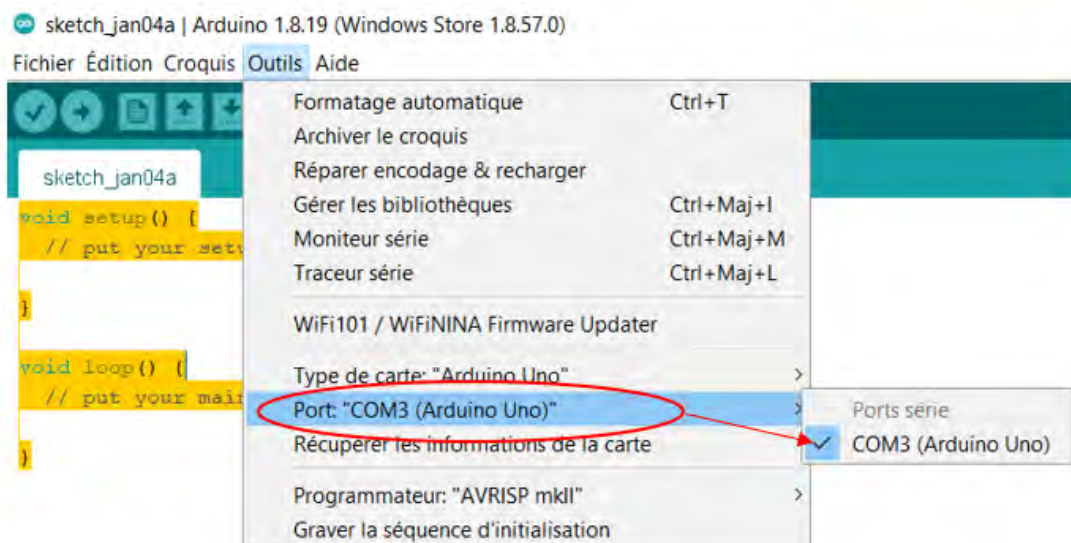 sketch_jan04a | Arduino 1.8.19 (Windows Store 1.8.57.0)
Fichier Édition Croquis Outils Aide
Formatage automatique Ctrl+T
Archiver le croquis
Réparer encodage & recharger
Gérer les bibliothèques Ctrl+Maj+I
Moniteur série Ctrl+Maj+M
Traceur série Ctrl+Maj+L
WiFi101 / WiFiNINA Firmware Updater
Type de carte: "Arduino Uno"
Port: "COM3 (Arduino Uno)"
Récupérer les informations de la carte
Programmateur: "AVRISP mkII"
Graver la séquence d'initialisation
Ports série
COM3 (Arduino Uno)
sketch_jan04a
void setup() {
// put your setu
}
void loop() {
// put your main
}